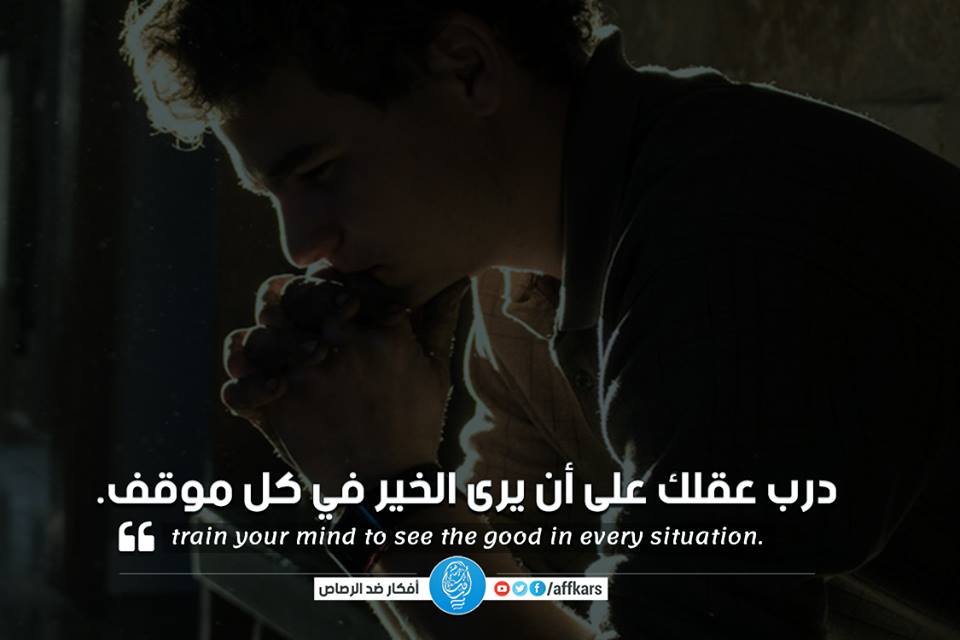 درب عقلك على أن يرى الخير في كل موقف.
train your mind to see the good in every situation.
أفكار ضد الرصاص
/affkars